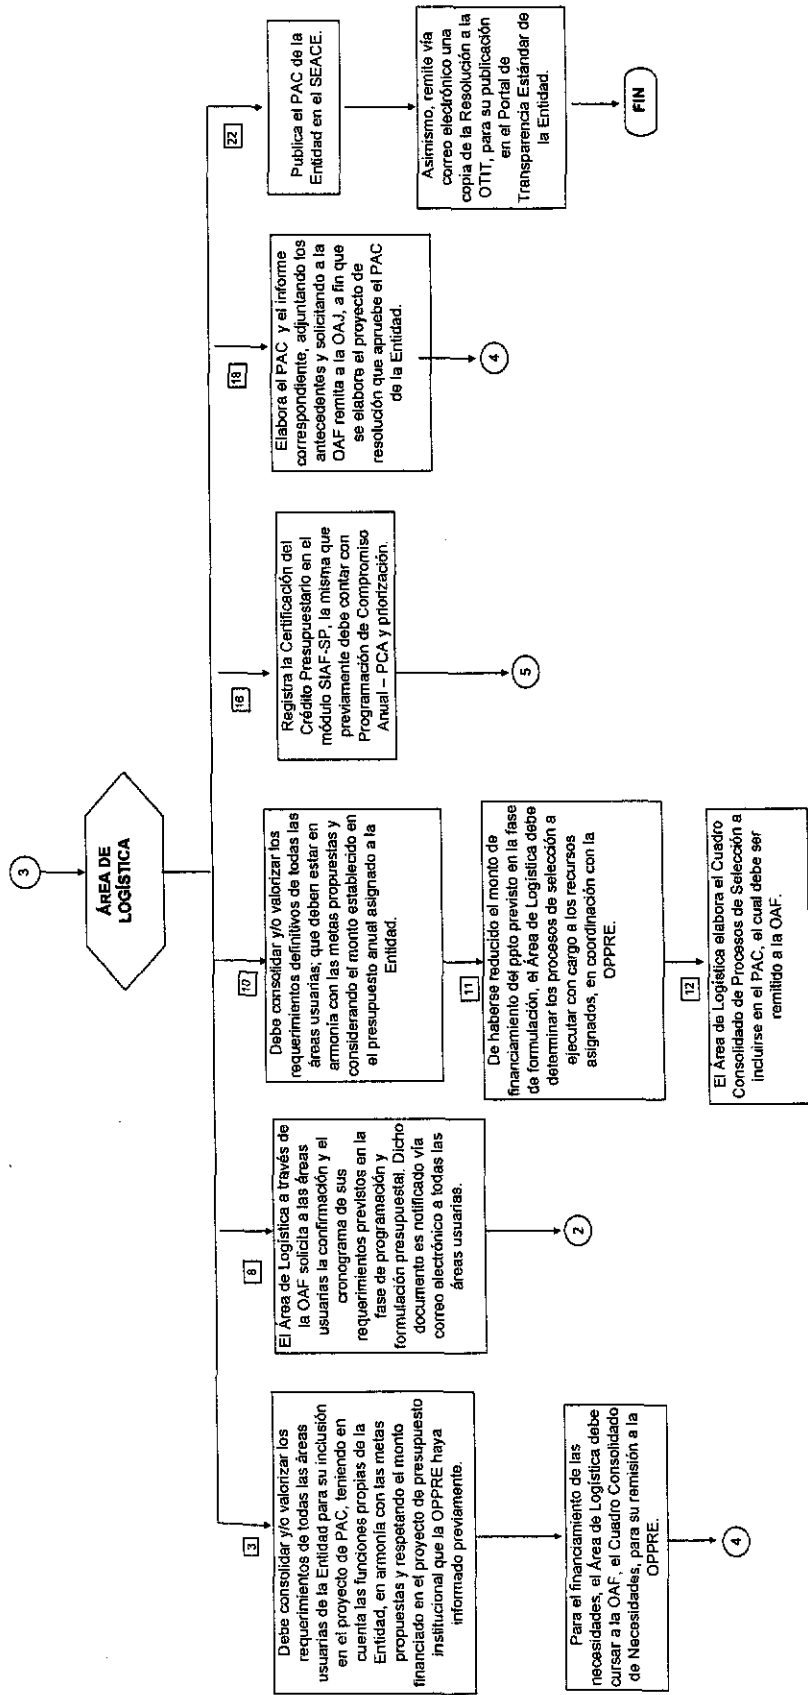 3
ÁREA DE
LOGÍSTICA
3
Debe consolidar y/o valorizar los
requerimientos de todas las áreas
usuarias de la Entidad para su inclusión
en el proyecto de PAC, teniendo en
cuenta las funciones propias de la
Entidad, en armonía con las metas
propuestas y respetando el monto
financiado en el proyecto de presupuesto
institucional que la OPPRE haya
informado previamente.
Para el financiamiento de las
necesidades, el Área de Logística debe
cursar a la OAF, el Cuadro Consolidado
de Necesidades, para su remisión a la
OPPRE.
4
8
El Área de Logística a través de
la OAF solicita a las áreas
usuarias la confirmación y el
cronograma de sus
requerimientos previstos en la
fase de programación y
formulación presupuestal. Dicho
documento es notificado vía
correo electrónico a todas las
áreas usuarias.
2
10
Debe consolidar y/o valorizar los
requerimientos definitivos de todas las
áreas usuarias; que deben estar en
armonía con las metas propuestas y
considerando el monto establecido en
el presupuesto anual asignado a la
Entidad.
11
De haberse reducido el monto de
financiamiento del ppto previsto en la fase
de formulación, el Área de Logística debe
determinar los procesos de selección a
ejecutar con cargo a los recursos
asignados, en coordinación con la
OPPRE.
12
El Área de Logística elabora el Cuadro
Consolidado de Procesos de Selección a
incluirse en el PAC, el cual debe ser
remitido a la OAF.
16
Registra la Certificación del
Crédito Presupuestario en el
módulo SIAF-SP, la misma que
previamente debe contar con
Programación de Compromiso
Anual – PCA y priorización.
5
18
Elabora el PAC y el informe
correspondiente, adjuntando los
antecedentes y solicitando a la
OAF remita a la OAJ, a fin que
se elabore el proyecto de
resolución que apruebe el PAC
de la Entidad.
4
22
Publica el PAC de la
Entidad en el SEACE.
Asimismo, remite vía
correo electrónico una
copia de la Resolución a la
OTIT, para su publicación
en el Portal de
Transparencia Estándar de
la Entidad.
FIN